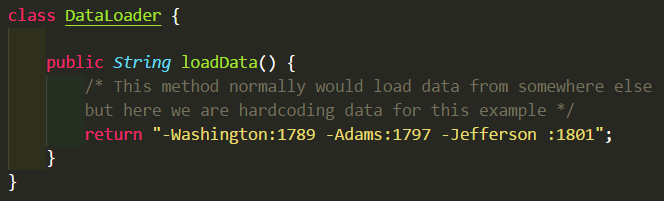 class DataLoader {
public String loadData() {
/* This method normally would load data from somewhere else
but here we are hardcoding data for this example */
return "-Washington:1789 -Adams:1797 -Jefferson :1801";
}
}